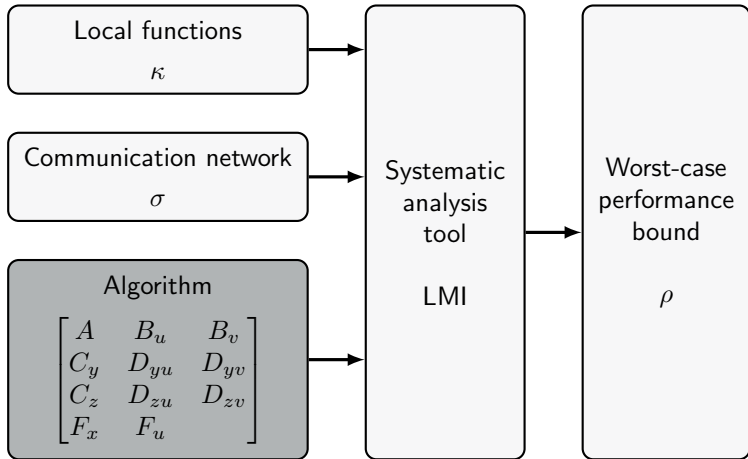 Local functions
κ
Communication network
σ
Algorithm
[ A B_u B_v
C_y D_yu D_yv
C_z D_zu D_zv
F_x F_u ]
Systematic
analysis
tool
LMI
Worst-case
performance
bound
ρ